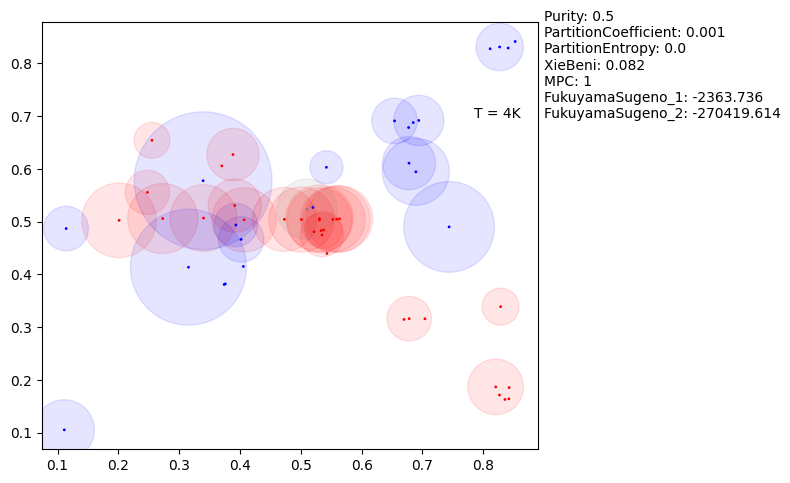 Purity: 0.5
PartitionCoefficient: 0.001
PartitionEntropy: 0.0
XieBeni: 0.082
MPC: 1
FukuyamaSugeno_1: -2363.736
FukuyamaSugeno_2: -270419.614
T = 4K
0.8
0.7
0.6
0.5
0.4
0.3
0.2
0.1
0.1 0.2 0.3 0.4 0.5 0.6 0.7 0.8